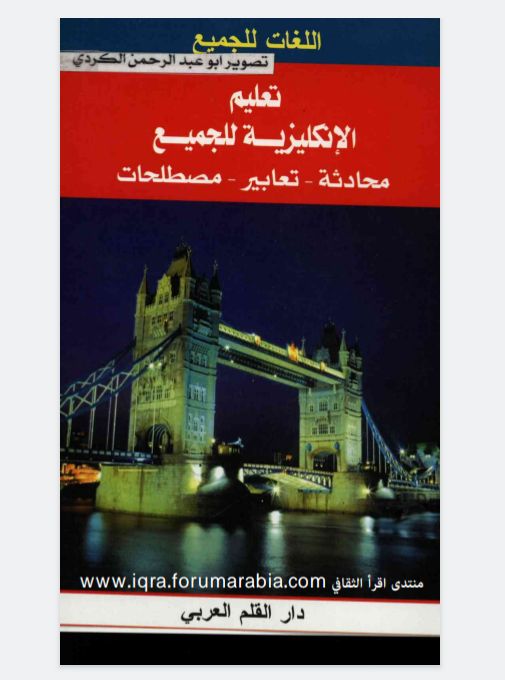 اللغات للجميع
تصوير ابو عبد الرحمن الكردي
تعليم
الإنكليزية للجميع
محادثة - تعابير - مصطلحات
www.iqra.forumarabia.com منتدى اقرأ الثقافي
دار القلم العربي